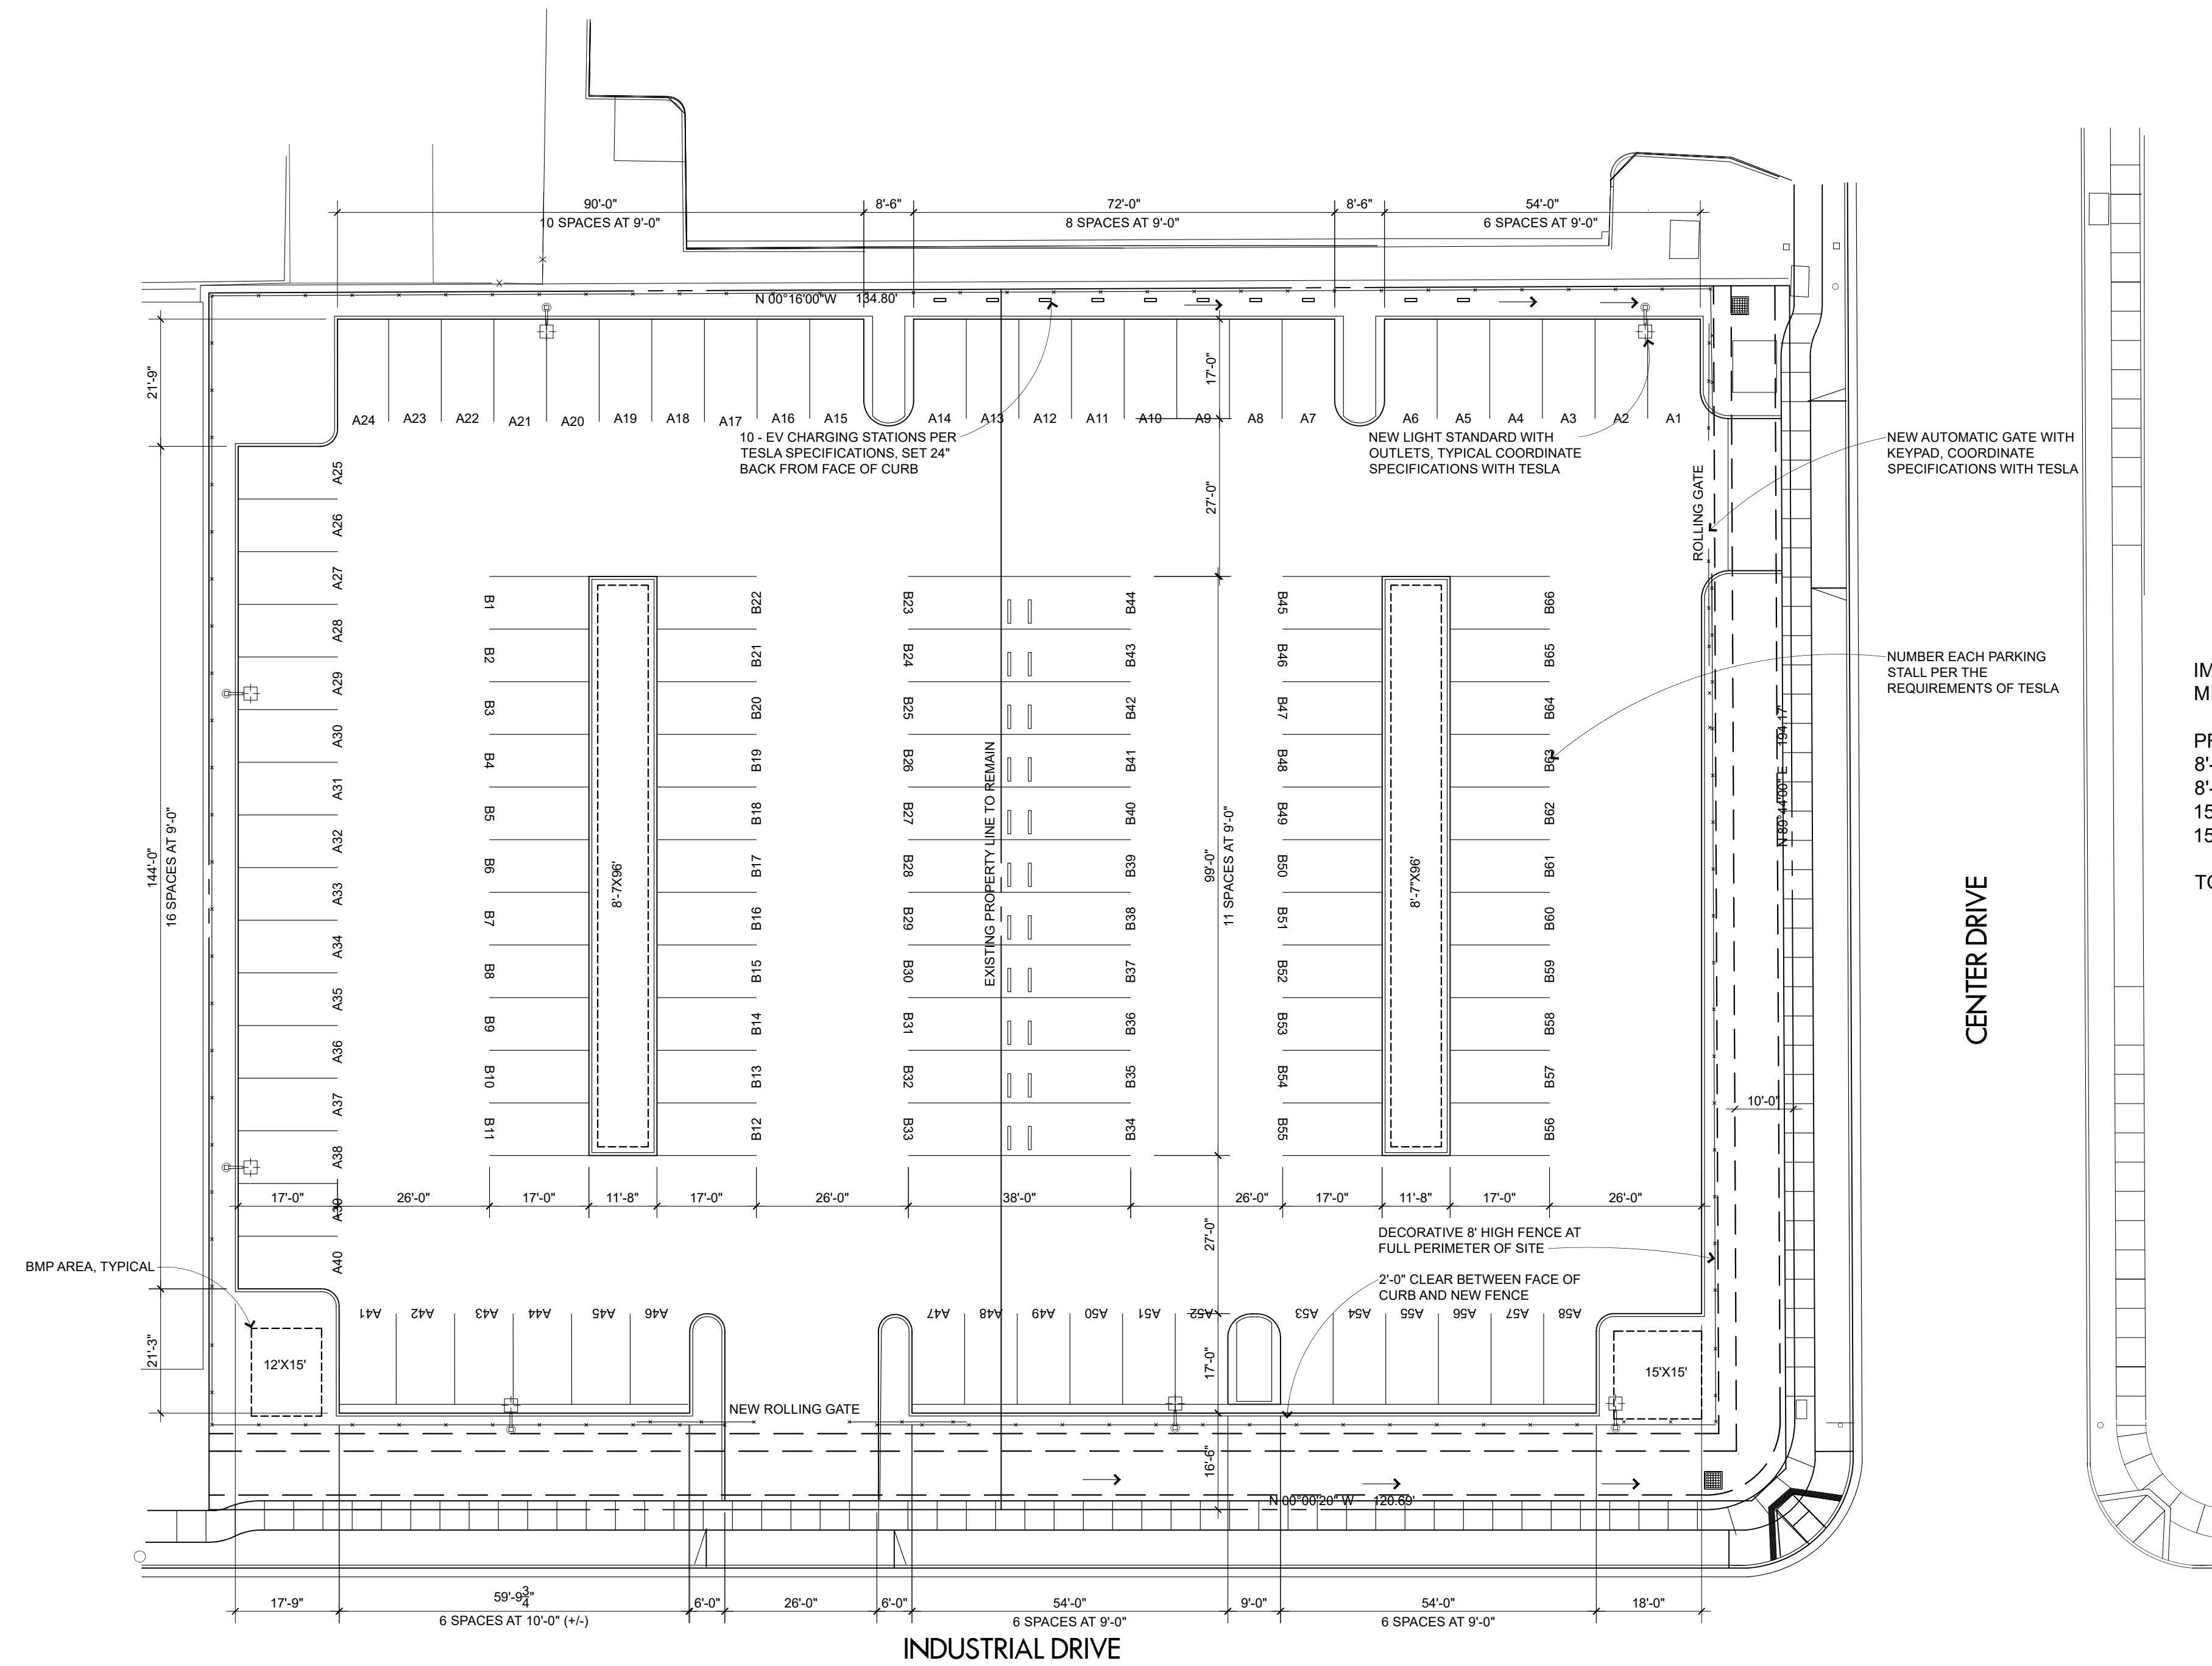 90'-0"
10 SPACES AT 9'-0"
8'-6"
72'-0"
8 SPACES AT 9'-0"
8'-6"
54'-0"
6 SPACES AT 9'-0"
N 00°16'00"W 134.80'
21'-9"
17'-0"
A24 A23 A22 A21 A20 A19 A18 A17 A16 A15 A14 A13 A12 A11 A10 A9 A8 A7 A6 A5 A4 A3 A2 A1
10 - EV CHARGING STATIONS PER
TESLA SPECIFICATIONS, SET 24"
BACK FROM FACE OF CURB
NEW LIGHT STANDARD WITH
OUTLETS, TYPICAL COORDINATE
SPECIFICATIONS WITH TESLA
NEW AUTOMATIC GATE WITH
KEYPAD, COORDINATE
SPECIFICATIONS WITH TESLA
27'-0"
ROLLING GATE
A25
A26
A27
A28
A29
A30
A31
A32
A33
A34
A35
A36
A37
A38
A39
A40
B1
B2
B3
B4
B5
B6
B7
B8
B9
B10
B11
B22
B21
B20
B19
B18
B17
B16
B15
B14
B13
B12
B23
B24
B25
B26
B27
B28
B29
B30
B31
B32
B33
B44
B43
B42
B41
B40
B39
B38
B37
B36
B35
B34
B45
B46
B47
B48
B49
B50
B51
B52
B53
B54
B55
B66
B65
B64
B63
B62
B61
B60
B59
B58
B57
B56
NUMBER EACH PARKING
STALL PER THE
REQUIREMENTS OF TESLA
N 89°44'00" E 194.17'
144'-0"
16 SPACES AT 9'-0"
8'-7X96'
EXISTING PROPERTY LINE TO REMAIN
99'-0"
11 SPACES AT 9'-0"
8'-7"X96'
CENTER DRIVE
10'-0"
17'-0" 26'-0" 17'-0" 11'-8" 17'-0" 26'-0" 38'-0" 26'-0" 17'-0" 11'-8" 17'-0" 26'-0"
27'-0"
DECORATIVE 8' HIGH FENCE AT
FULL PERIMETER OF SITE
BMP AREA, TYPICAL
2'-0" CLEAR BETWEEN FACE OF
CURB AND NEW FENCE
A41 A42 A43 A44 A45 A46 A47 A48 A49 A50 A51 A52 A53 A54 A55 A56 A57 A58
21'-3"
12'X15'
17'-0"
15'X15'
NEW ROLLING GATE
16'-6"
N 00°00'20" W 120.69'
17'-9"
59'-9 3/4"
6 SPACES AT 10'-0" (+/-)
6'-0"
26'-0"
6'-0"
54'-0"
6 SPACES AT 9'-0"
9'-0"
54'-0"
6 SPACES AT 9'-0"
18'-0"
INDUSTRIAL DRIVE